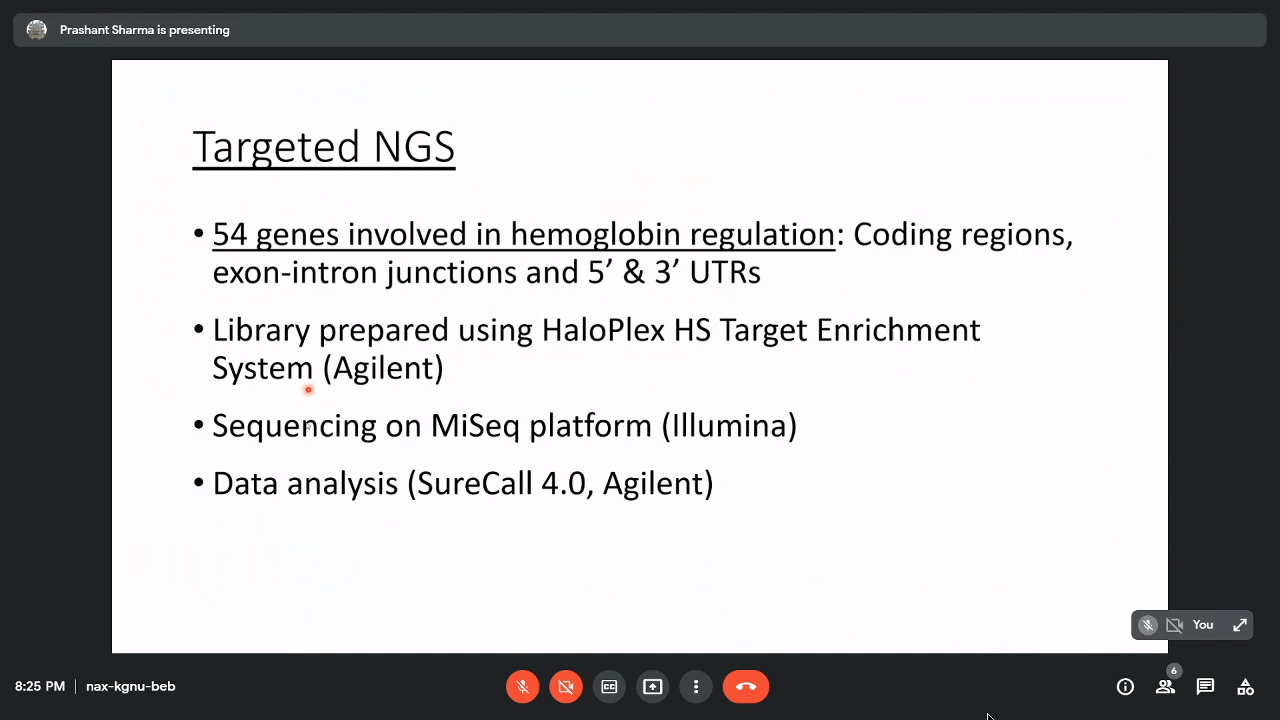 Prashant Sharma is presenting
Targeted NGS
• 54 genes involved in hemoglobin regulation: Coding regions,
exon-intron junctions and 5’ & 3’ UTRs
• Library prepared using HaloPlex HS Target Enrichment
System (Agilent)
• Sequencing on MiSeq platform (Illumina)
• Data analysis (SureCall 4.0, Agilent)
You
8:25 PM | nax-kgnu-beb
CC
6